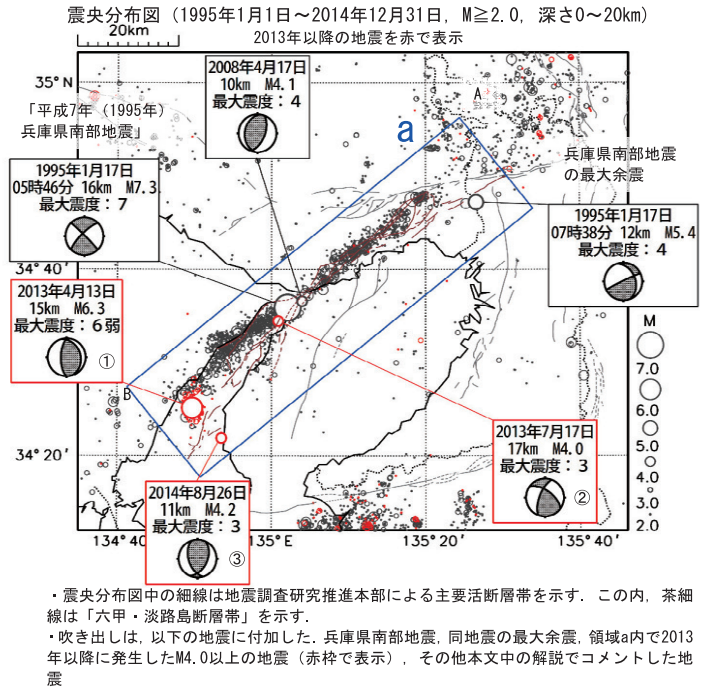 震央分布図（1995年1月1日～2014年12月31日，M≧2.0，深さ0～20km）
2013年以降の地震を赤で表示
20km
35°N
34°40′
34°20′
134°40′
135°E
135°20′
135°40′
「平成7年（1995年）
兵庫県南部地震」
2008年4月17日
10km M4.1
最大震度：4
1995年1月17日
05時46分 16km M7.3
最大震度：7
2013年4月13日
15km M6.3
最大震度：6弱
①
a
A
B
兵庫県南部地震
の最大余震
1995年1月17日
07時38分 12km M5.4
最大震度：4
2013年7月17日
17km M4.0
最大震度：3
②
2014年8月26日
11km M4.2
最大震度：3
③
M
7.0
6.0
5.0
4.0
3.0
2.0
・震央分布図中の細線は地震調査研究推進本部による主要活断層帯を示す．この内，茶細
線は「六甲・淡路島断層帯」を示す．
・吹き出しは，以下の地震に付加した．兵庫県南部地震，同地震の最大余震，領域a内で2013
年以降に発生したM4.0以上の地震（赤枠で表示），その他本文中の解説でコメントした地
震